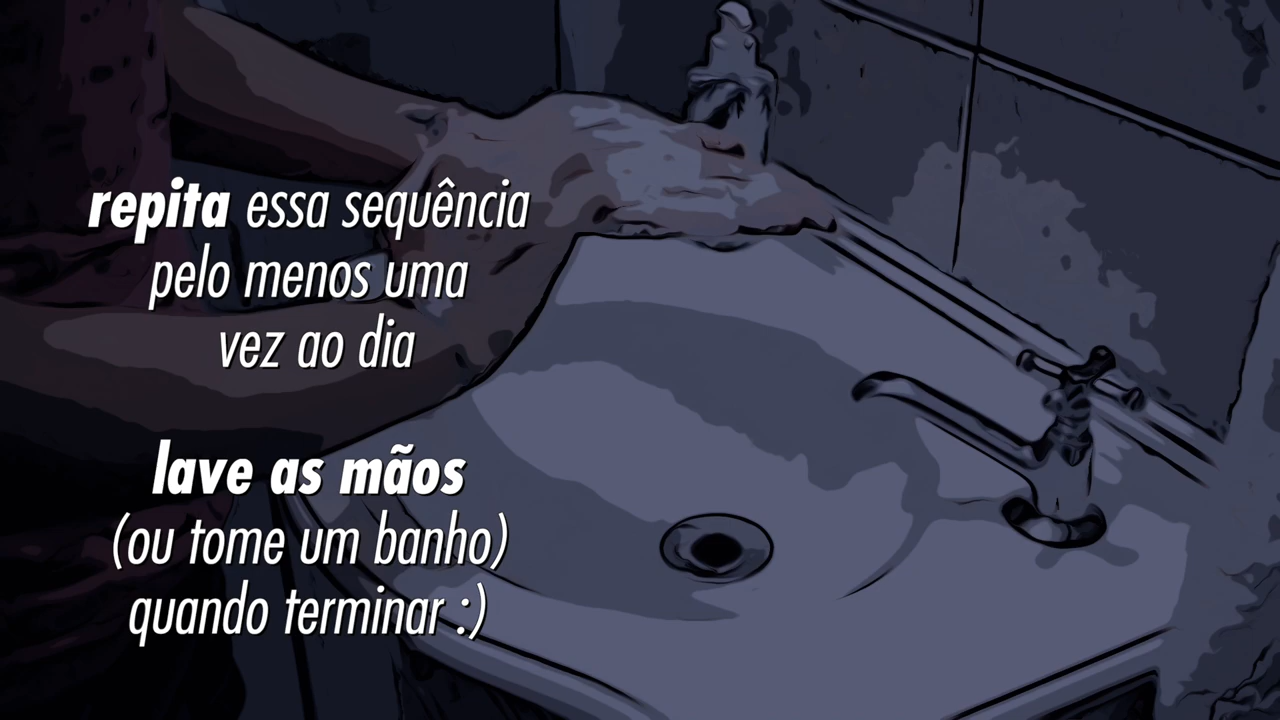 repita essa sequência
pelo menos uma
vez ao dia
lave as mãos
(ou tome um banho)
quando terminar :)